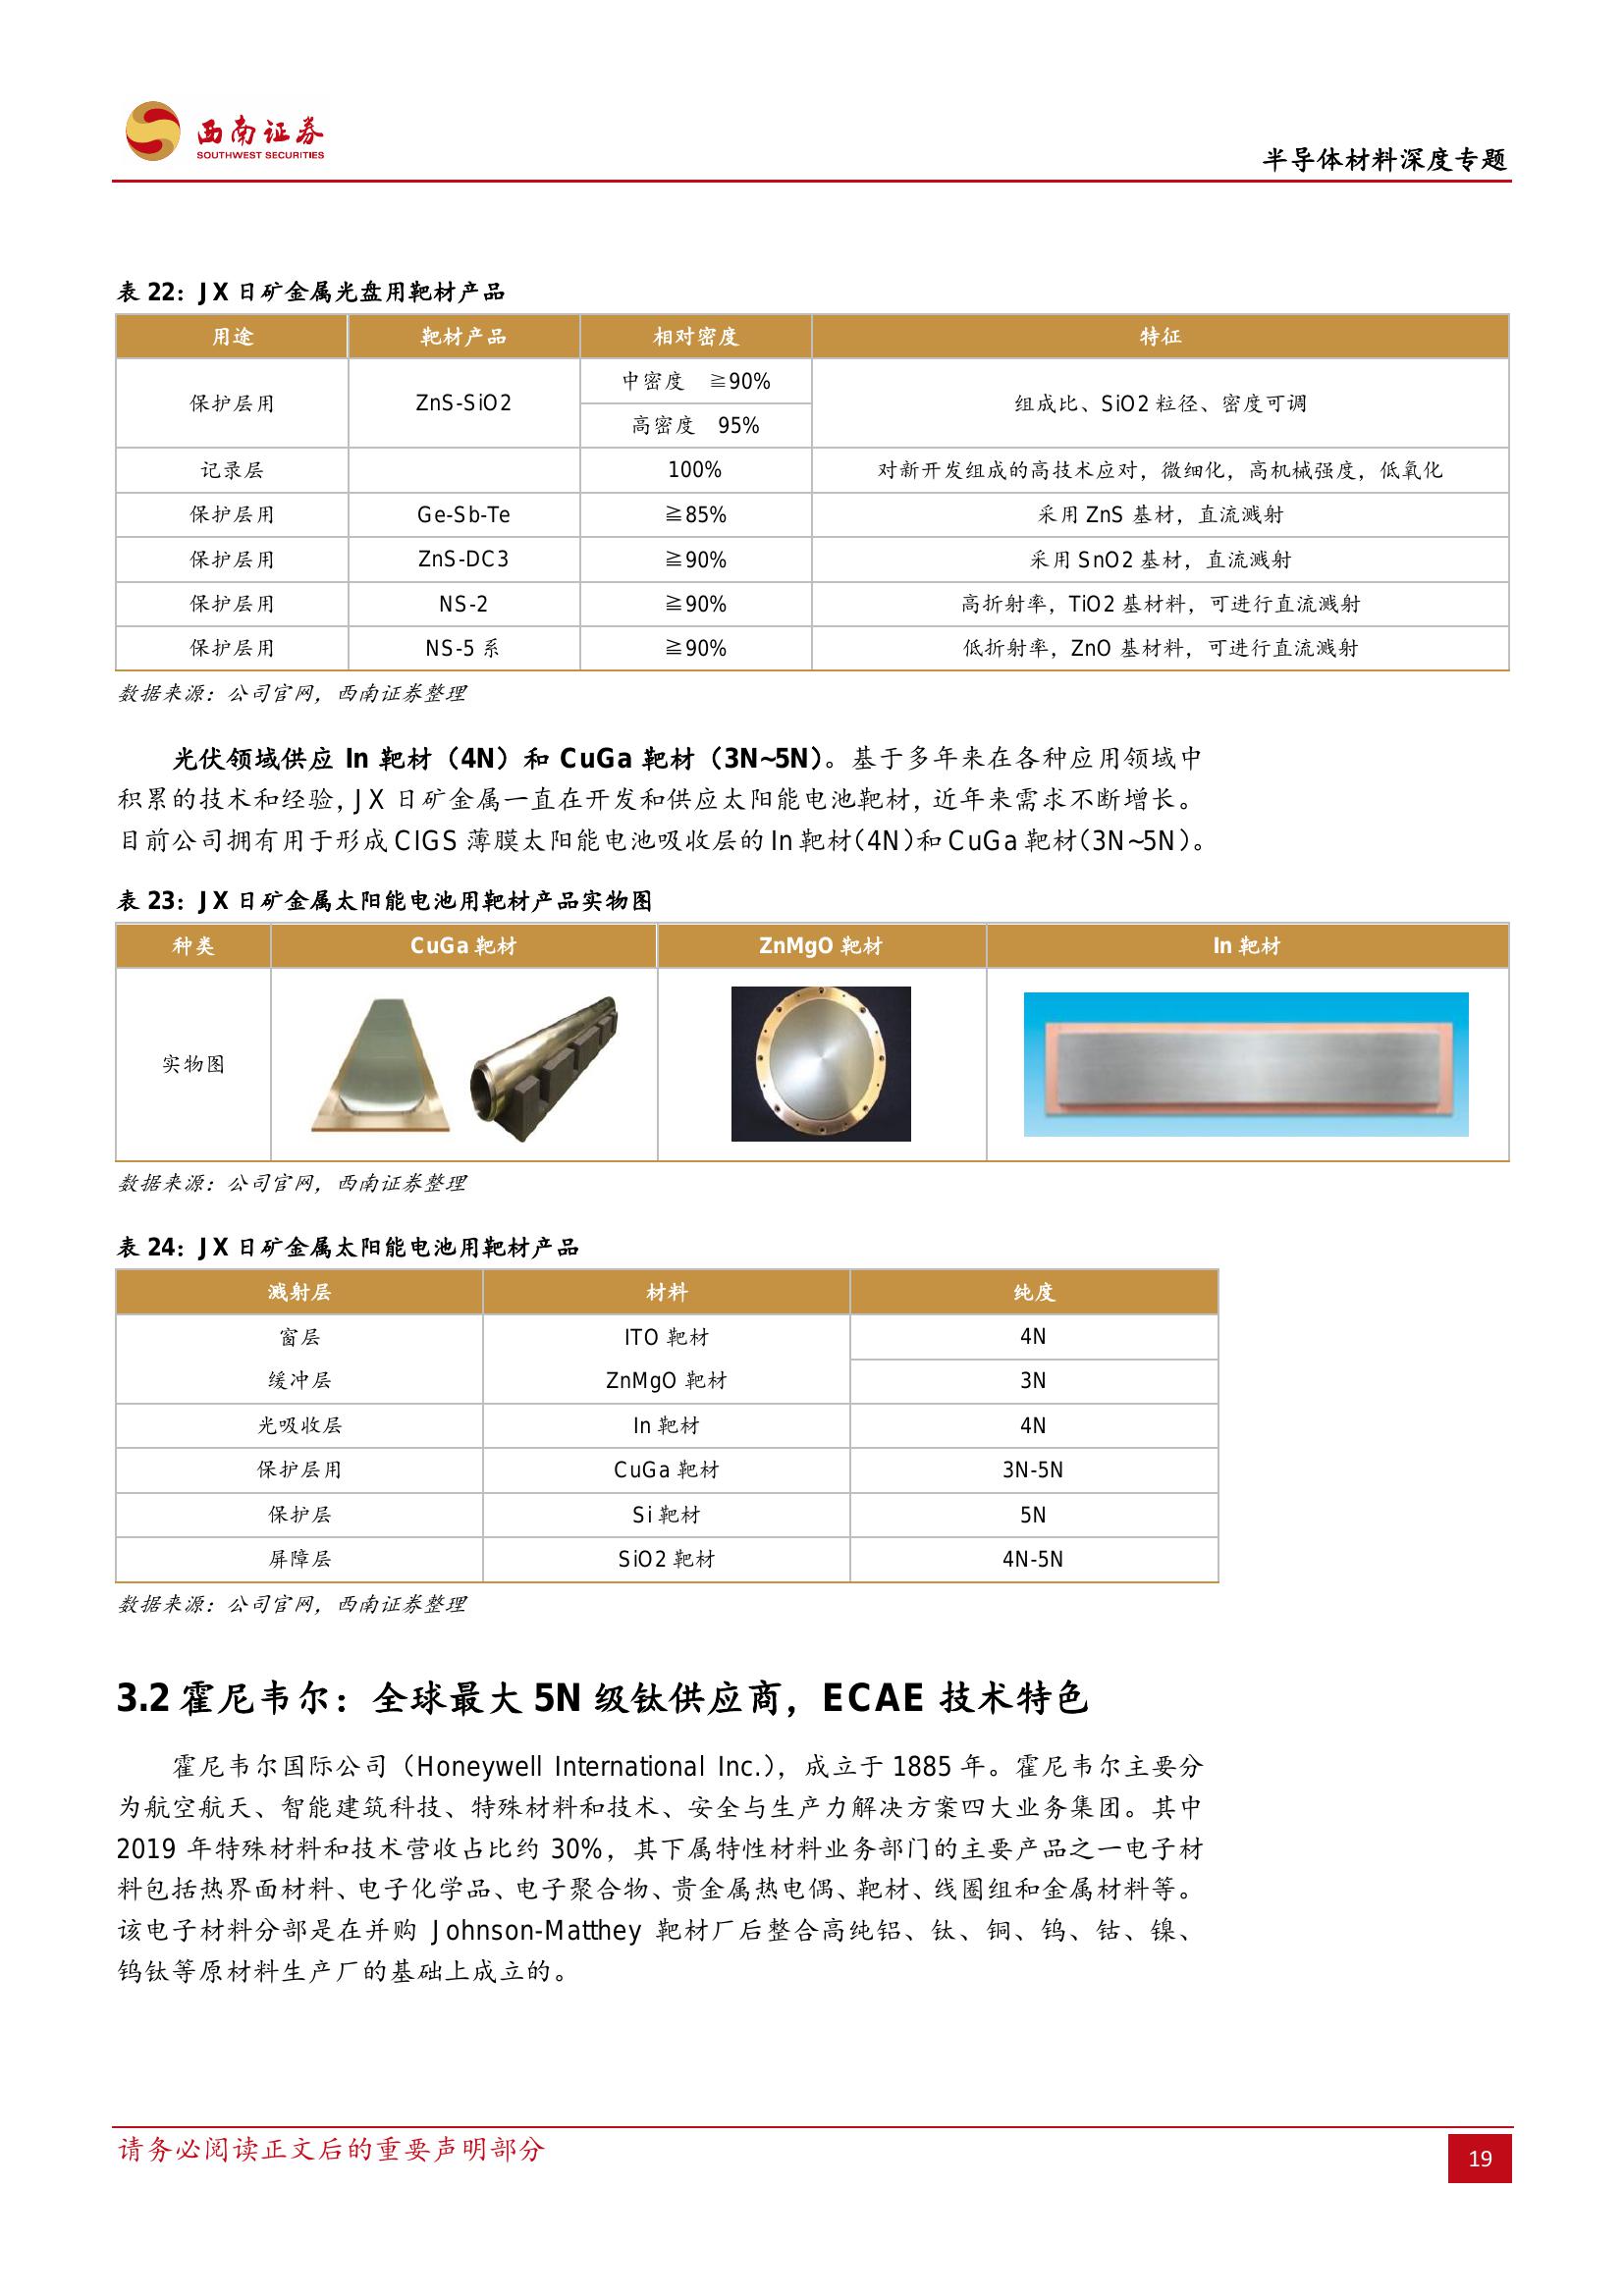 西南证券
SOUTHWEST SECURITIES
半导体材料深度专题
表 22：JX 日矿金属光盘用靶材产品
用途 靶材产品 相对密度 特征
保护层用 ZnS-SiO2 中密度 ≧90% 组成比、SiO2 粒径、密度可调
高密度 95%
记录层 100% 对新开发组成的高技术应对，微细化，高机械强度，低氧化
保护层用 Ge-Sb-Te ≧85% 采用 ZnS 基材，直流溅射
保护层用 ZnS-DC3 ≧90% 采用 SnO2 基材，直流溅射
保护层用 NS-2 ≧90% 高折射率，TiO2 基材料，可进行直流溅射
保护层用 NS-5 系 ≧90% 低折射率，ZnO 基材料，可进行直流溅射
数据来源：公司官网，西南证券整理
光伏领域供应 In 靶材（4N）和 CuGa 靶材（3N~5N）。基于多年来在各种应用领域中
积累的技术和经验，JX 日矿金属一直在开发和供应太阳能电池靶材，近年来需求不断增长。
目前公司拥有用于形成 CIGS 薄膜太阳能电池吸收层的 In 靶材（4N）和 CuGa 靶材（3N~5N）。
表 23：JX 日矿金属太阳能电池用靶材产品实物图
种类 CuGa 靶材 ZnMgO 靶材 In 靶材
实物图
数据来源：公司官网，西南证券整理
表 24：JX 日矿金属太阳能电池用靶材产品
溅射层 材料 纯度
窗层 ITO 靶材 4N
缓冲层 ZnMgO 靶材 3N
光吸收层 In 靶材 4N
保护层用 CuGa 靶材 3N-5N
保护层 Si 靶材 5N
屏障层 SiO2 靶材 4N-5N
数据来源：公司官网，西南证券整理
3.2 霍尼韦尔：全球最大 5N 级钛供应商，ECAE 技术特色
霍尼韦尔国际公司（Honeywell International Inc.），成立于 1885 年。霍尼韦尔主要分
为航空航天、智能建筑科技、特殊材料和技术、安全与生产力解决方案四大业务集团。其中
2019 年特殊材料和技术营收占比约 30%，其下属特性材料业务部门的主要产品之一电子材
料包括热界面材料、电子化学品、电子聚合物、贵金属热电偶、靶材、线圈组和金属材料等。
该电子材料分部是在并购 Johnson-Matthey 靶材厂后整合高纯铝、钛、铜、钨、钴、镍、
钨钛等原材料生产厂的基础上成立的。
请务必阅读正文后的重要声明部分
19